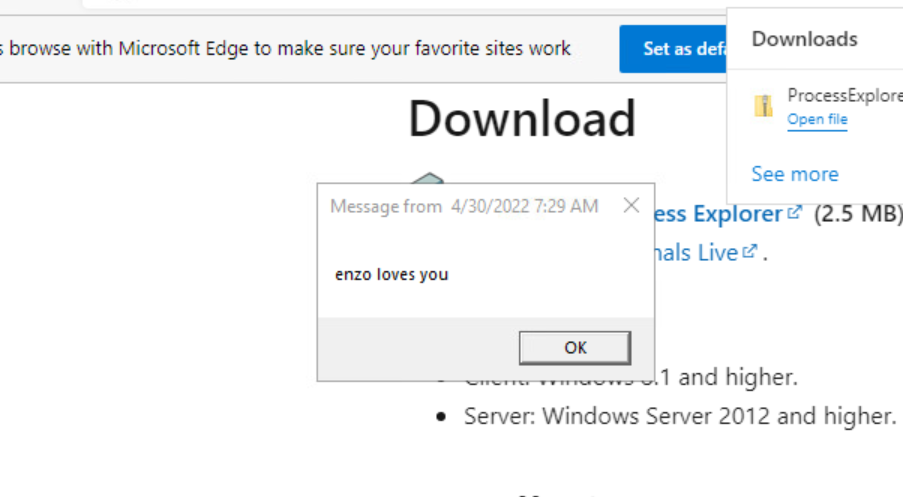 s browse with Microsoft Edge to make sure your favorite sites work
Set as defa
Downloads
ProcessExplore
Open file
See more
Download
Message from 4/30/2022 7:29 AM
enzo loves you
OK
ess Explorer (2.5 MB)
nals Live .
Client: Windows 8.1 and higher.
Server: Windows Server 2012 and higher.